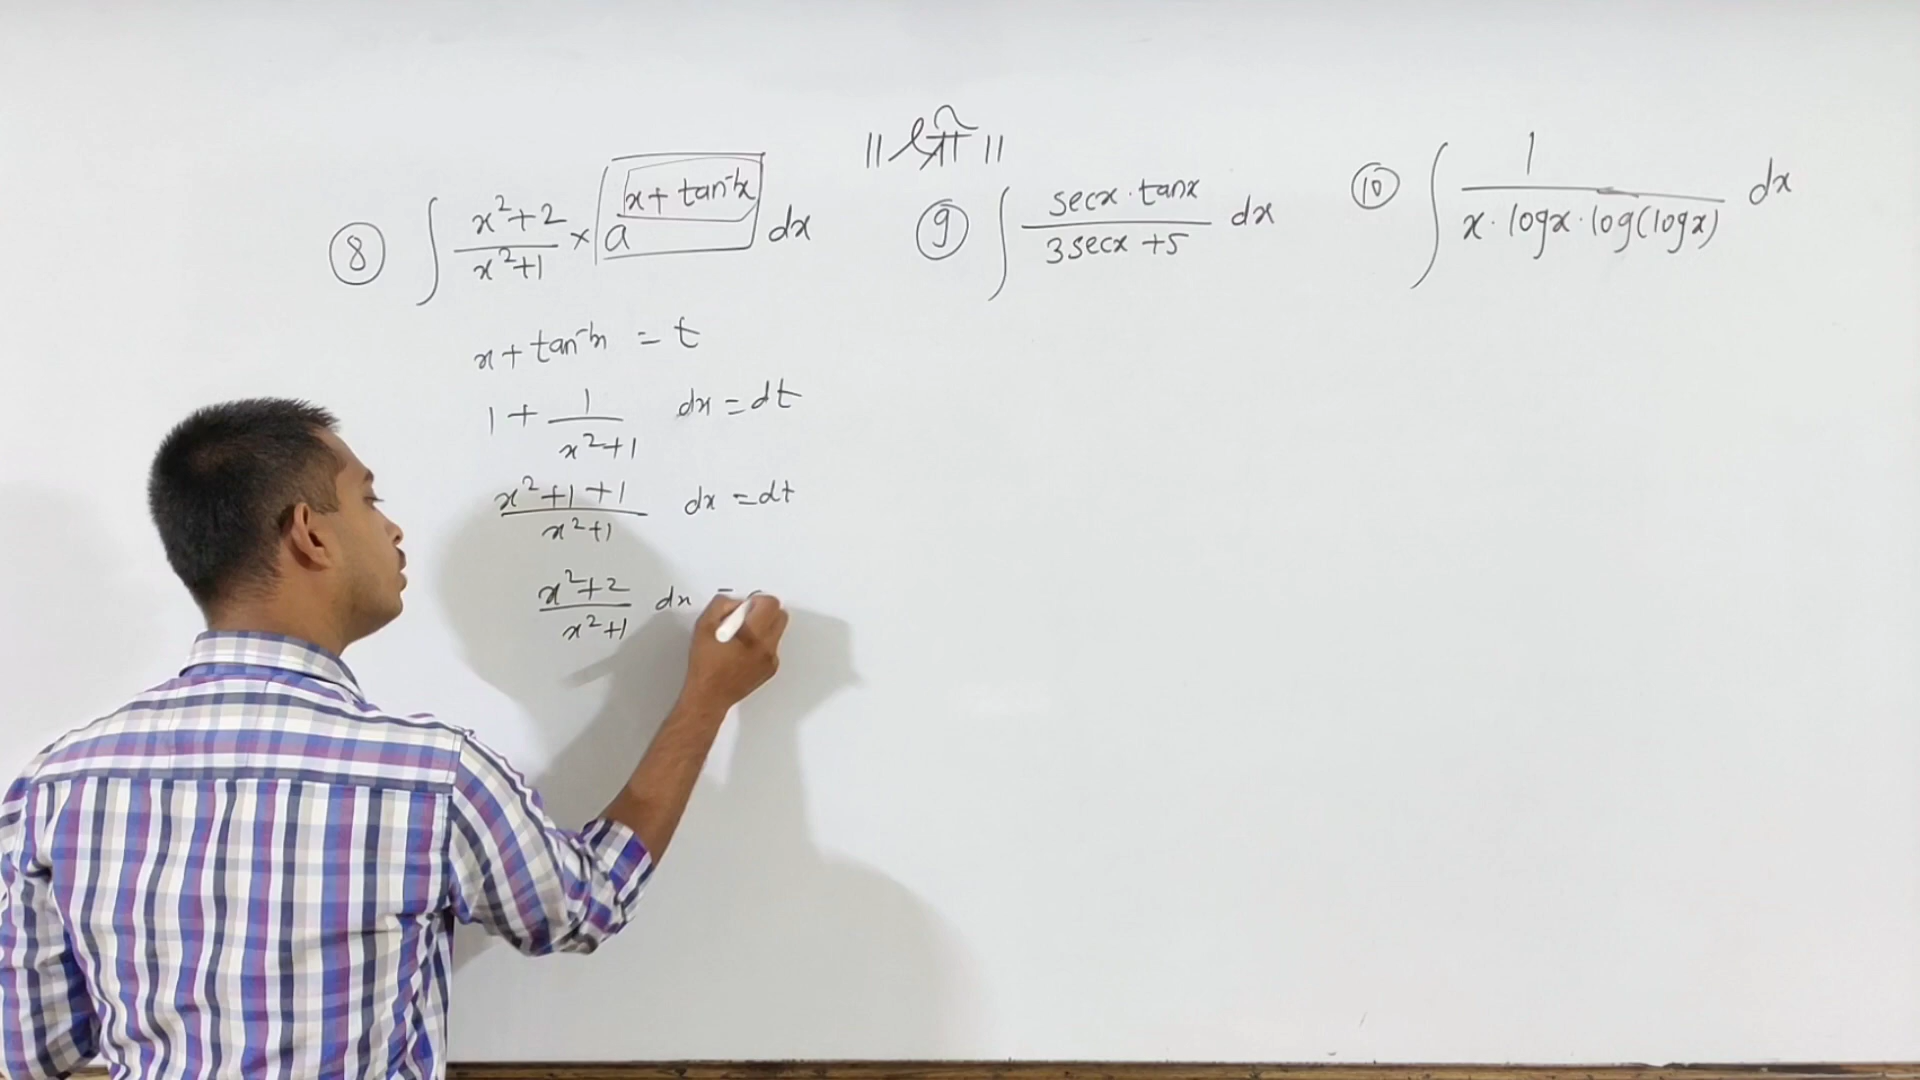 ॥ श्री ॥
⑧ ∫ x²+2 / x²+1 × a^(x + tan⁻¹x) dx
x + tan⁻¹x = t
1 + 1 / x²+1 dx = dt
x²+1+1 / x²+1 dx = dt
x²+2 / x²+1 dx =
⑨ ∫ secx · tanx / 3secx +5 dx
⑩ ∫ 1 / x · logx · log(logx) dx